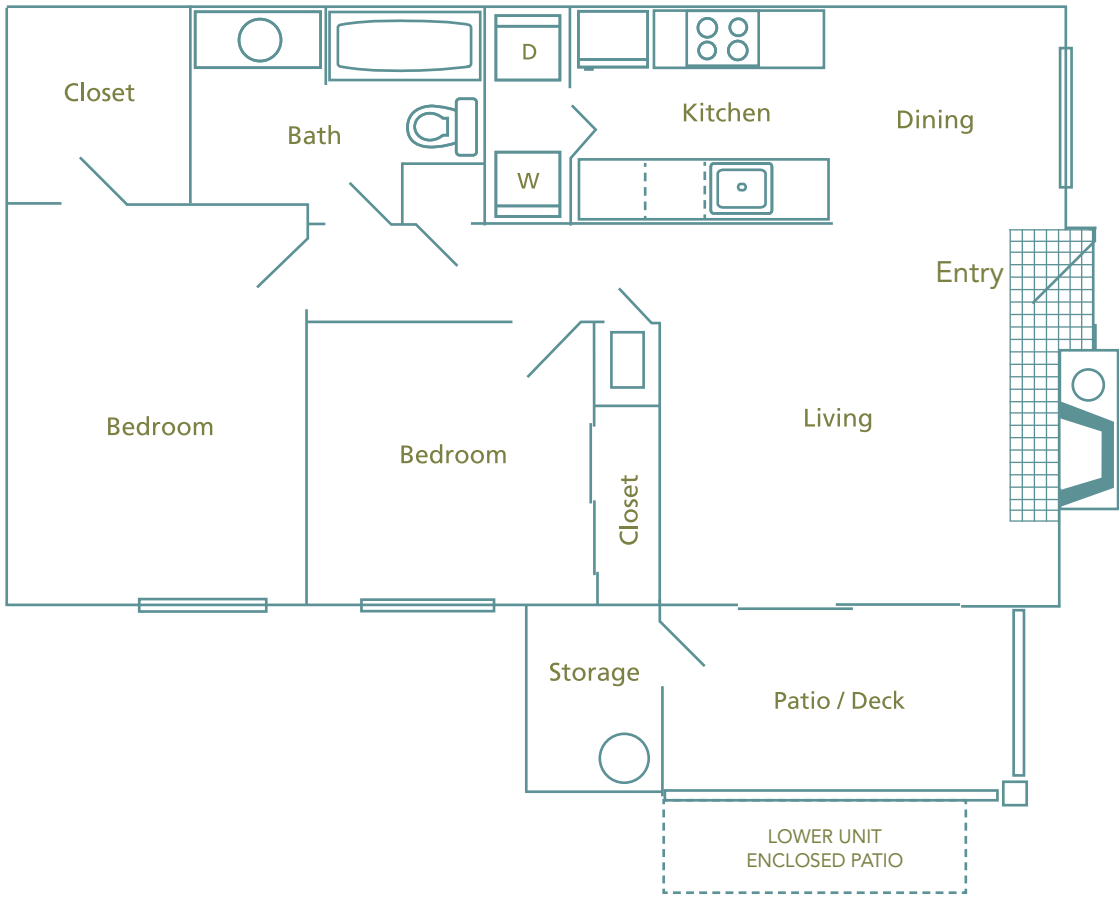 Closet
Bath
D
W
Kitchen
Dining
Entry
Bedroom
Bedroom
Closet
Living
Storage
Patio / Deck
LOWER UNIT
ENCLOSED PATIO